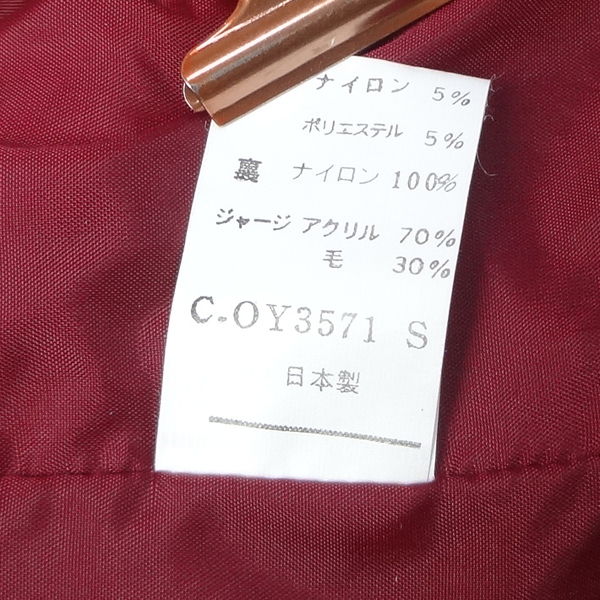 ナイロン 5%
ポリエステル 5%
裏 ナイロン 100%
ジャージ アクリル 70%
毛 30%
C.OY3571 S
日本製